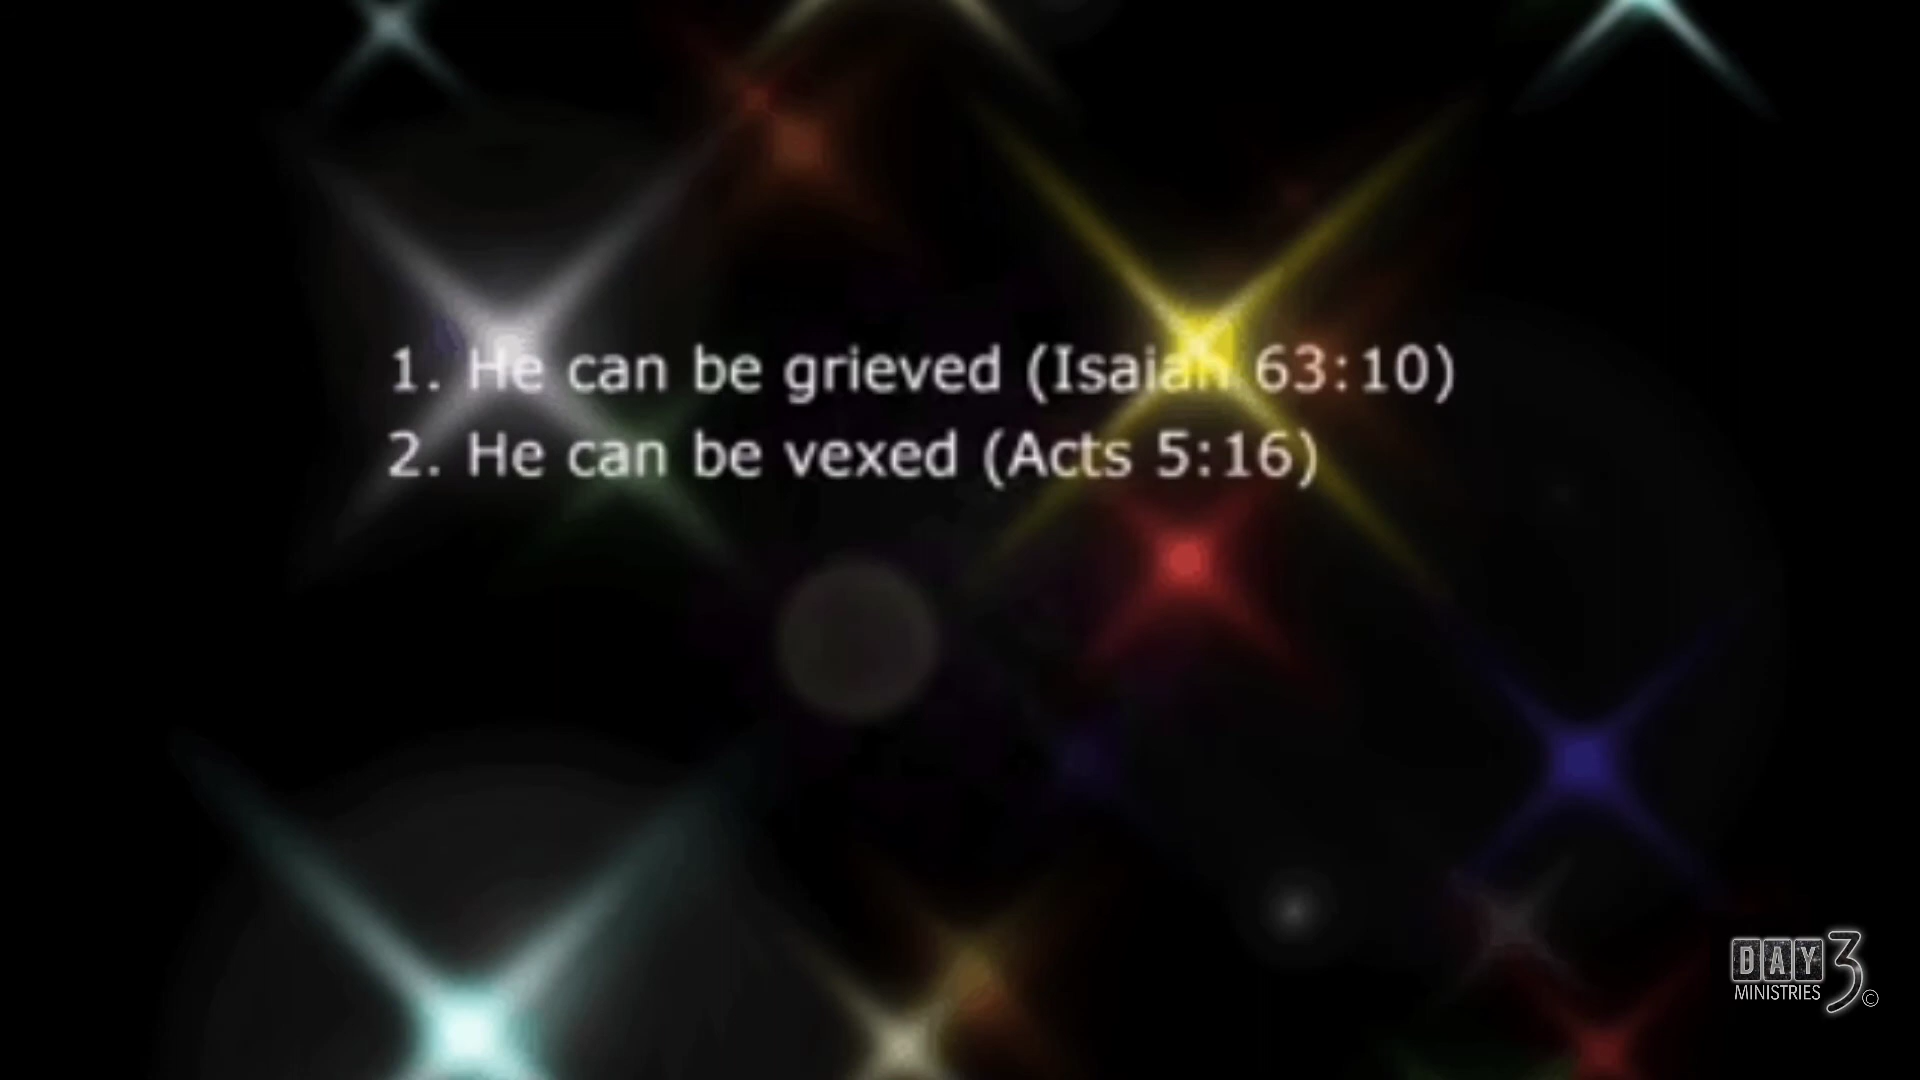 1. He can be grieved (Isaiah 63:10)
2. He can be vexed (Acts 5:16)
DAY 3
MINISTRIES ©